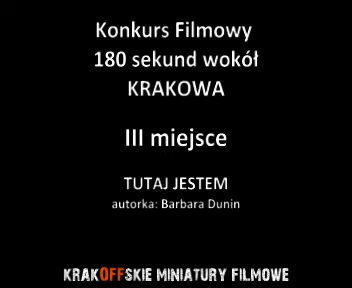 Konkurs Filmowy
180 sekund wokół
KRAKOWA
III miejsce
TUTAJ JESTEM
autorka: Barbara Dunin
KRAKOFFSKIE MINIATURY FILMOWE